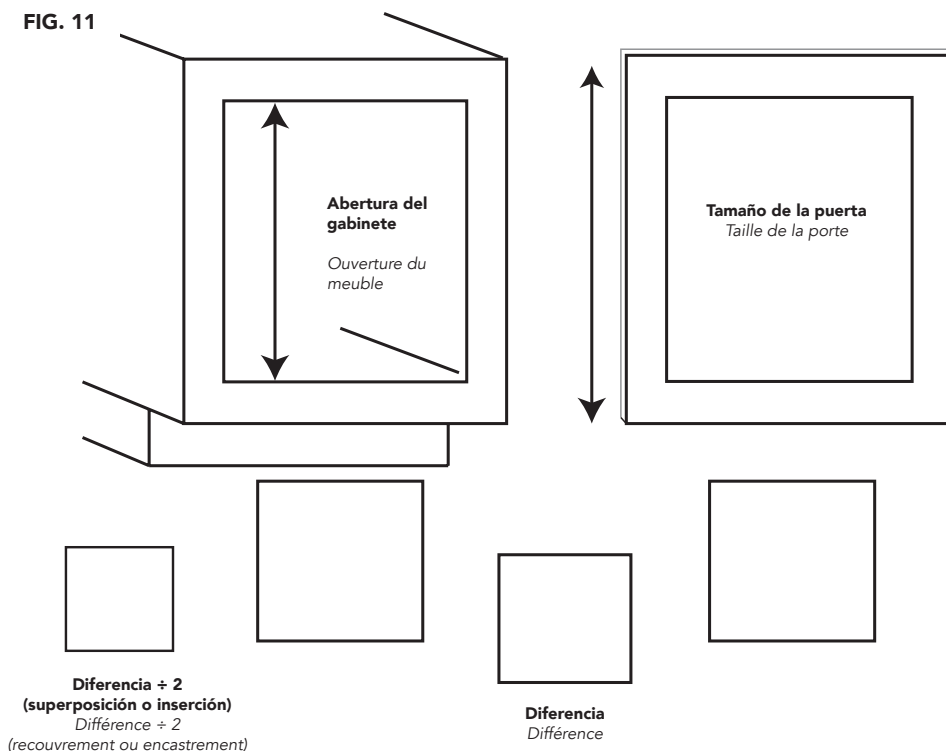 FIG. 11
Abertura del
gabinete
Ouverture du
meuble
Tamaño de la puerta
Taille de la porte
Diferencia ÷ 2
(superposición o inserción)
Différence ÷ 2
(recouvrement ou encastrement)
Diferencia
Différence